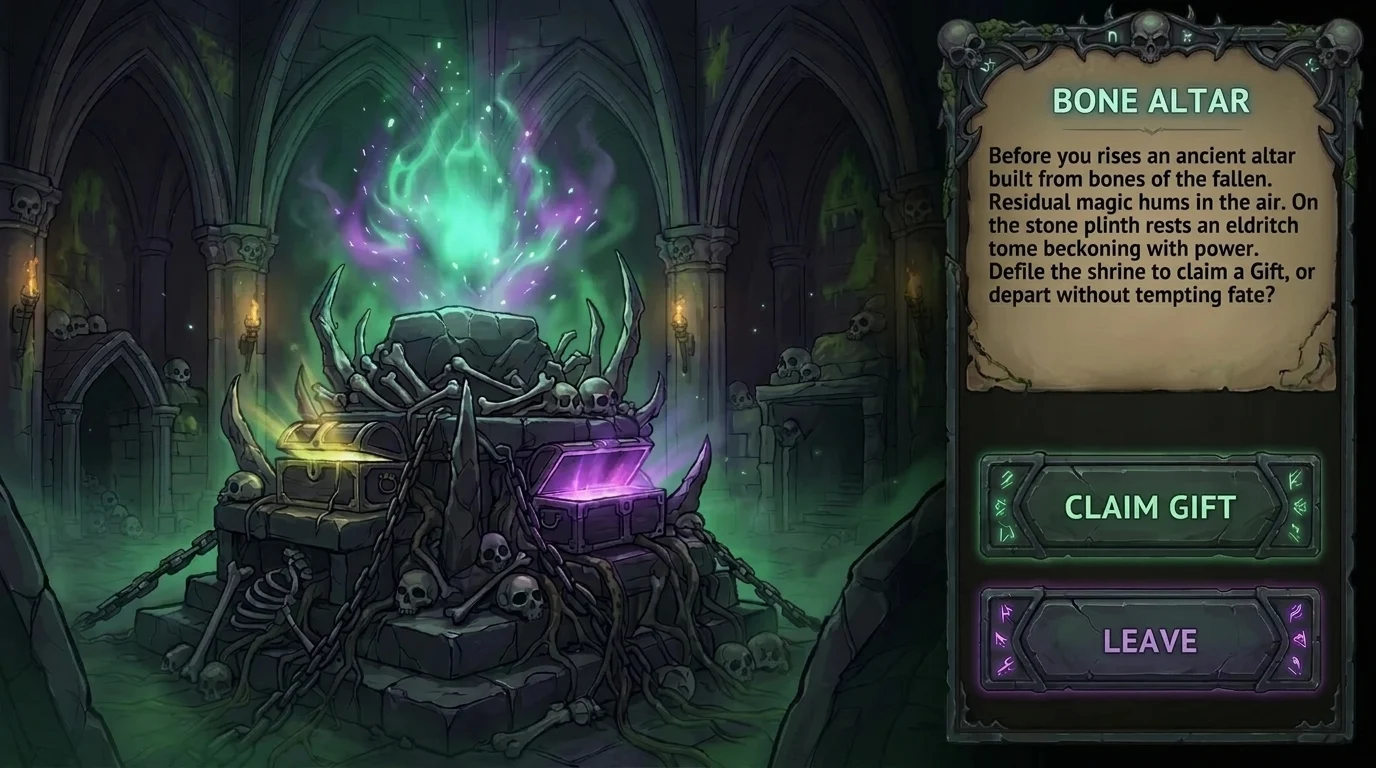 BONE ALTAR
Before you rises an ancient altar
built from bones of the fallen.
Residual magic hums in the air. On
the stone plinth rests an eldritch
tome beckoning with power.
Defile the shrine to claim a Gift, or
depart without tempting fate?
CLAIM GIFT
LEAVE